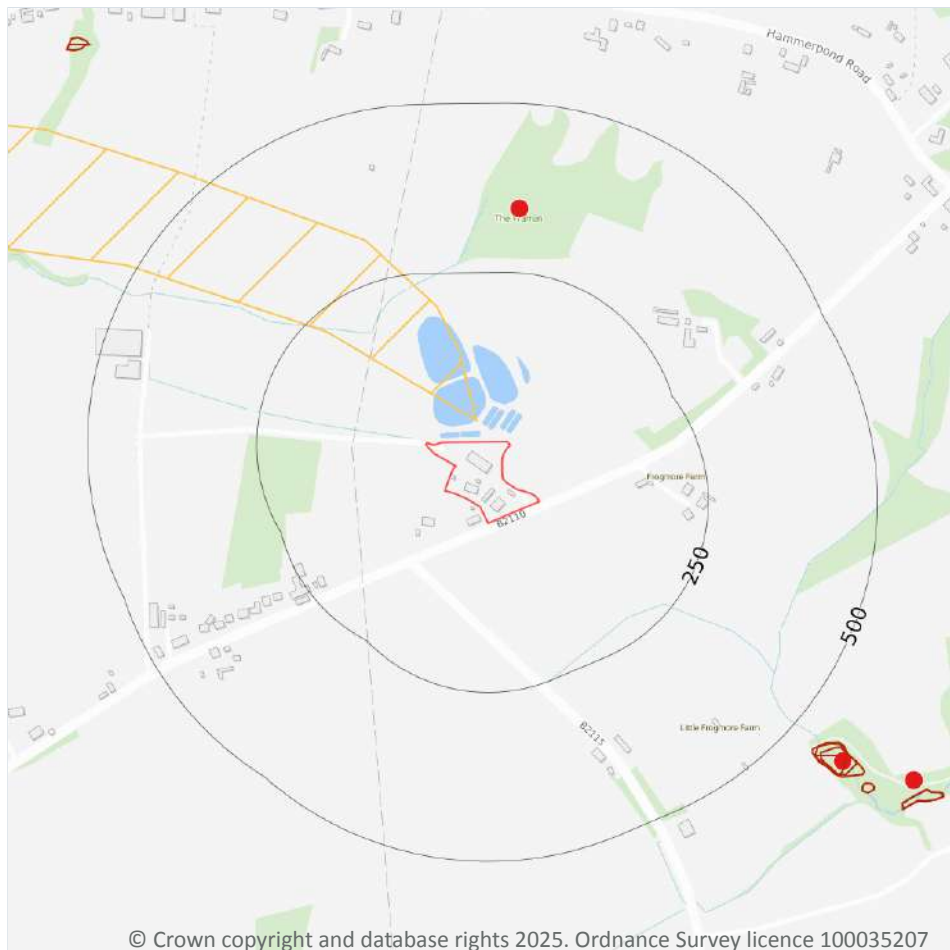 Hammerpond Road
The
Frogmore Farm
B2110
250
500
Little Frogmore Farm
B2115
© Crown copyright and database rights 2025. Ordnance Survey licence 100035207